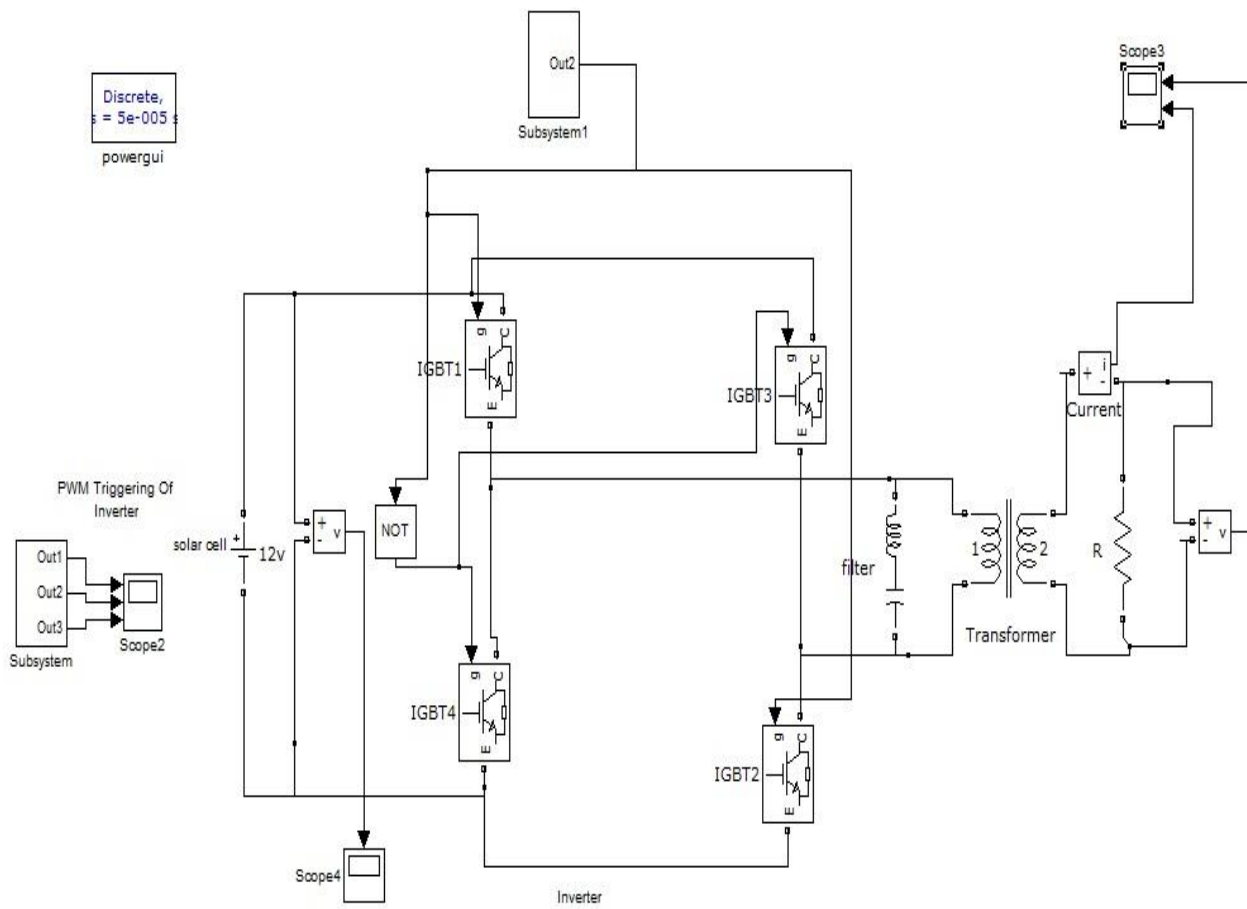 Out2
Subsystem1
Scope3
Discrete,
s = 5e-005 s
powergui
g
C
IGBT1
E
g
C
IGBT3
E
+
i
-
Current
PWM Triggering Of
Inverter
solar cell
+
12v
+
-
v
NOT
filter
1
2
Transformer
R
+
-
v
Out1
Out2
Out3
Subsystem
Scope2
g
C
IGBT4
E
g
C
IGBT2
E
Scope4
Inverter